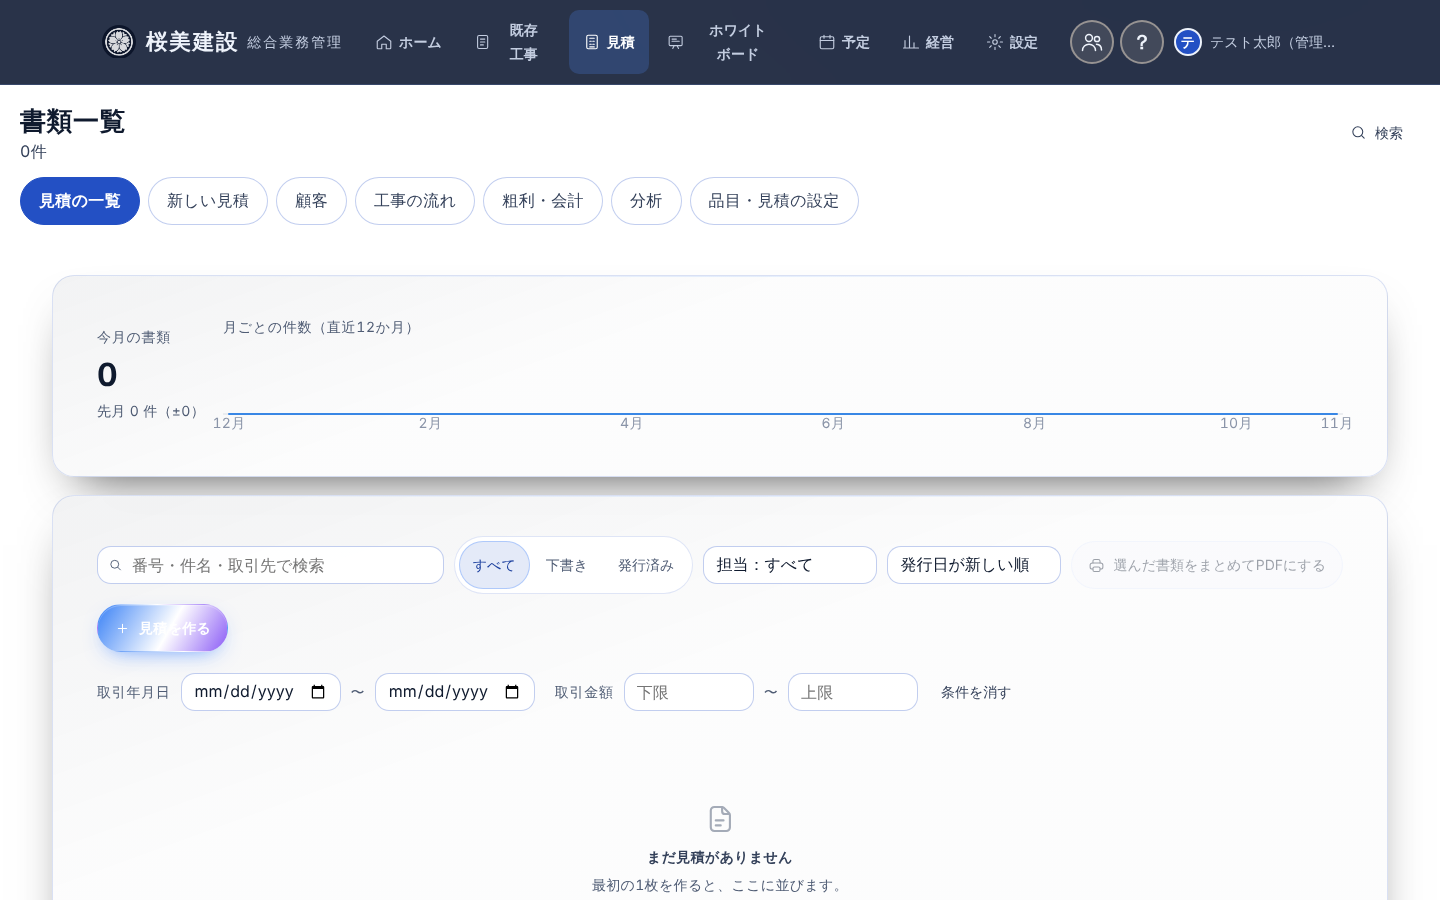 桜美建設 総合業務管理
ホーム
既存
工事
見積
ホワイト
ボード
予定
経営
設定
?
テ
テスト太郎（管理...
書類一覧
0件
検索
見積の一覧
新しい見積
顧客
工事の流れ
粗利・会計
分析
品目・見積の設定
今月の書類
0
先月 0 件（±0）
月ごとの件数（直近12か月）
12月 2月 4月 6月 8月 10月 11月
番号・件名・取引先で検索
すべて
下書き
発行済み
担当：すべて
発行日が新しい順
選んだ書類をまとめてPDFにする
＋ 見積を作る
取引年月日 mm/dd/yyyy 〜 mm/dd/yyyy 取引金額 下限 〜 上限 条件を消す
まだ見積がありません
最初の1枚を作ると、ここに並びます。